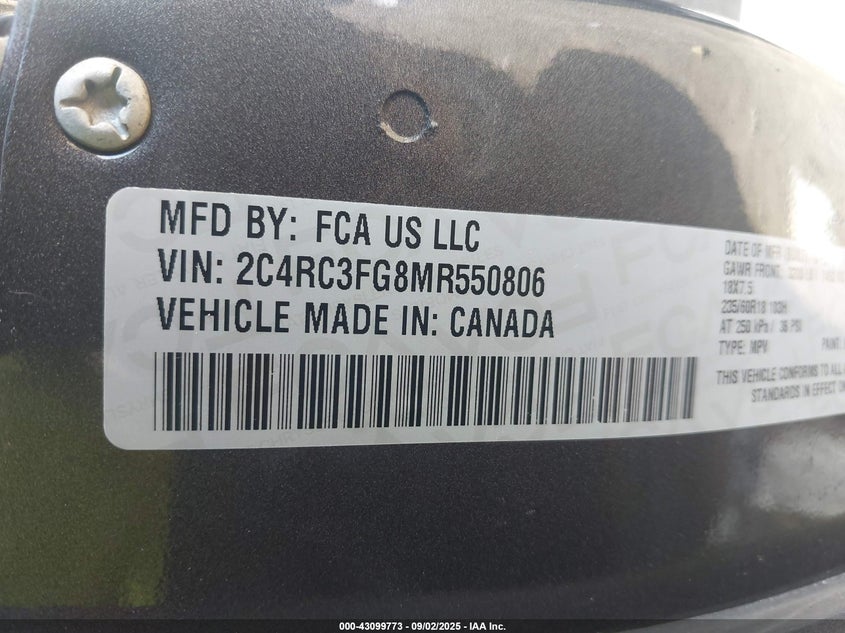 MFD BY: FCA US LLC
VIN: 2C4RC3FG8MR550806
VEHICLE MADE IN: CANADA
DATE OF MFR
GAWR FRONT:
18X7.5
235/60R18 103H
AT 250 kPa / 36 PSI
TYPE: MPV PAINT:
THIS VEHICLE CONFORMS TO ALL
STANDARDS IN EFFECT ON
000-43099773 - 09/02/2025 - IAA Inc.